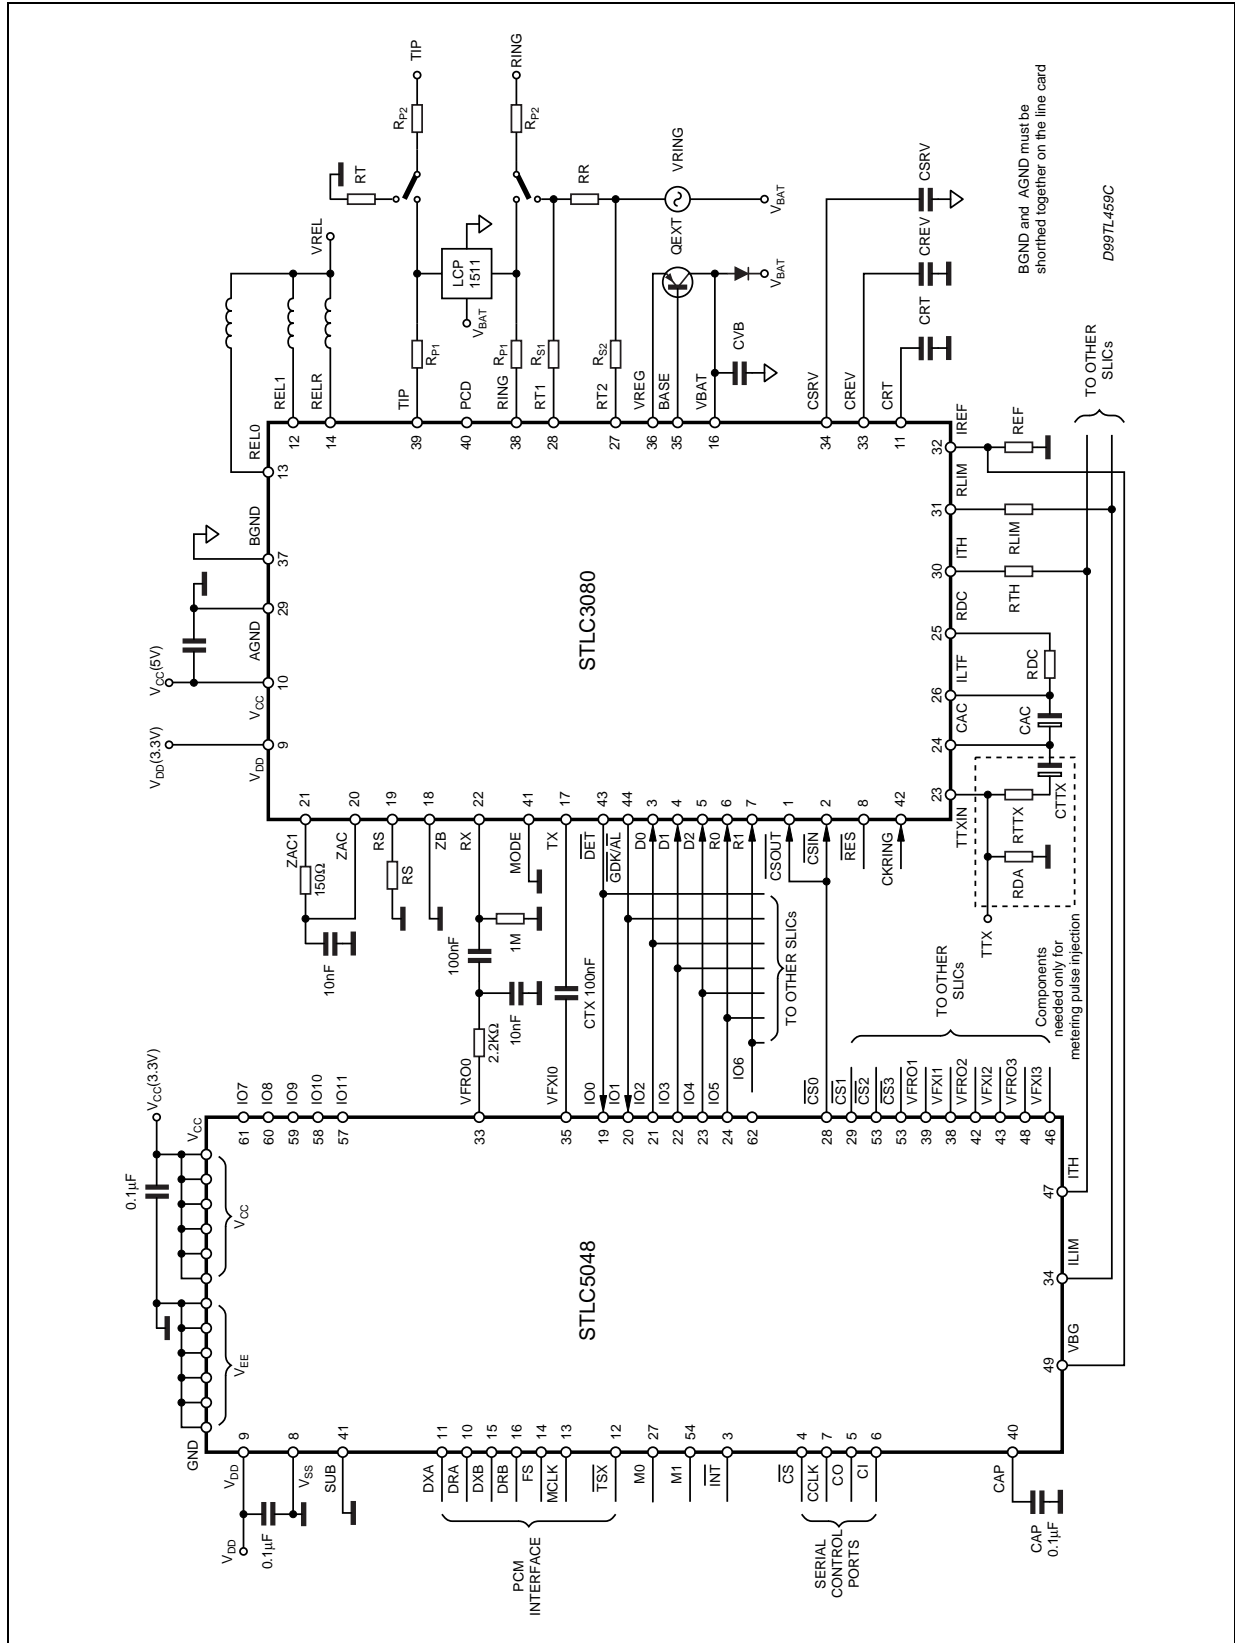 TIP
RING
RP2
RP2
RT
VREL
LCP
1511
VBAT
RR
VRING
VBAT
QEXT
VBAT
CVB
CSRV
CREV
CRT
BGND and AGND must be
shorthed together on the line card
D99TL459C
RP1
RP1
RS1
RS2
REL0
REL1
RELR
TIP
PCD
RING
RT1
RT2
VREG
BASE
VBAT
CSRV
CREV
CRT
13
12
14
39
40
38
28
27
36
35
16
34
33
11
TO OTHER
SLICs
BGND
37
29
AGND
VCC(5V)
10
VCC
VDD(3.3V)
9
VDD
STLC3080
32
IREF
REF
RLIM
31
RLIM
ITH
30
RTH
RDC
25
RDC
ILTF
26
CAC
CAC
24
23
TTXIN
CTTX
RTTX
RDA
TTX
Components
needed only for
metering pulse injection
21
20
19
18
22
41
17
43
44
3
4
5
6
7
1
2
8
42
ZAC1
ZAC
RS
ZB
RX
MODE
TX
DET
GDK/AL
D0
D1
D2
R0
R1
CSOUT
CSIN
RES
CKRING
150Ω
10nF
RS
100nF
1M
10nF
2.2KΩ
CTX 100nF
TO OTHER SLICs
TO OTHER
SLICs
VCC(3.3V)
0.1µF
VCC
VCC
VEE
GND
IO7
IO8
IO9
IO10
IO11
VFRO0
VFXI0
IO0
IO1
IO2
IO3
IO4
IO5
IO6
CS0
CS1
CS2
CS3
VFRO1
VFXI1
VFRO2
VFXI2
VFRO3
VFXI3
61
60
59
58
57
33
35
19
20
21
22
23
24
62
28
29
53
53
39
38
42
43
48
46
STLC5048
47
ITH
34
ILIM
49
VBG
9
8
41
11
10
15
16
14
13
12
27
54
3
4
7
5
6
40
VDD
VSS
SUB
DXA
DRA
DXB
DRB
FS
MCLK
TSX
M0
M1
INT
CS
CCLK
CO
CI
CAP
VDD
0.1µF
PCM
INTERFACE
SERIAL
CONTROL
PORTS
CAP
0.1µF